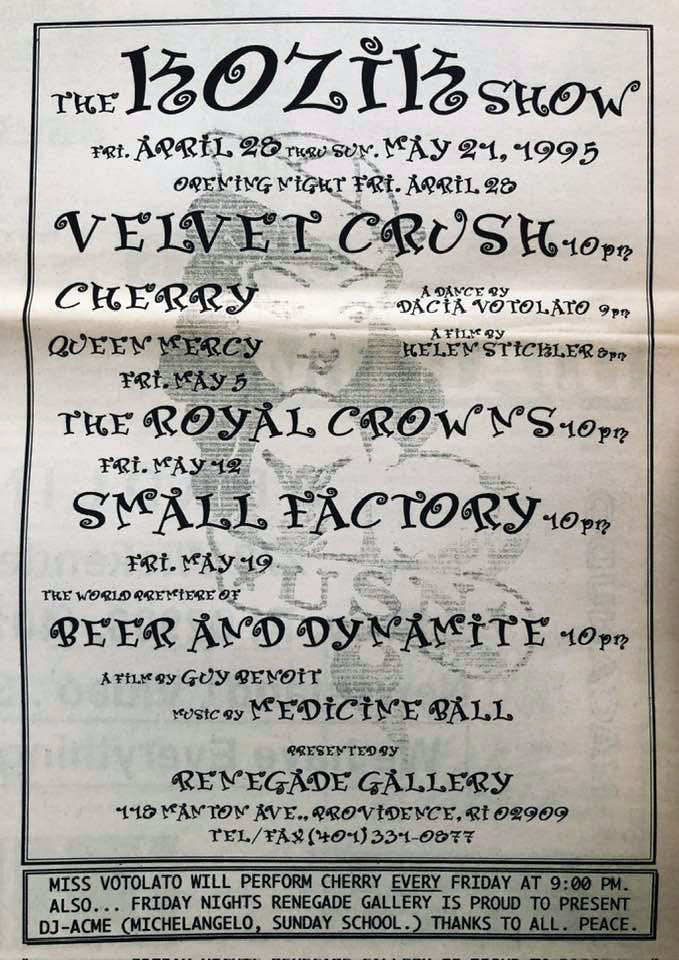 THE KOZIK SHOW
FRI. APRIL 28 THRU SUN. MAY 21, 1995
OPENING NIGHT FRI. APRIL 28
VELVET CRUSH 10pm
CHERRY A DANCE BY DACIA VOTOLATO 9pm
QUEEN MERCY A FILM BY HELEN STICKLER 8pm
FRI. MAY 5
THE ROYAL CROWNS 10pm
FRI. MAY 12
SMALL FACTORY 10pm
FRI. MAY 19
THE WORLD PREMIERE OF
BEER AND DYNAMITE 10pm
A FILM BY GUY BENOIT
MUSIC BY MEDICINE BALL
PRESENTED BY
RENEGADE GALLERY
118 MANTON AVE., PROVIDENCE, RI 02909
TEL/FAX (401) 331-0877
USN
MISS VOTOLATO WILL PERFORM CHERRY EVERY FRIDAY AT 9:00 PM.
ALSO... FRIDAY NIGHTS RENEGADE GALLERY IS PROUD TO PRESENT
DJ-ACME (MICHELANGELO, SUNDAY SCHOOL.) THANKS TO ALL. PEACE.